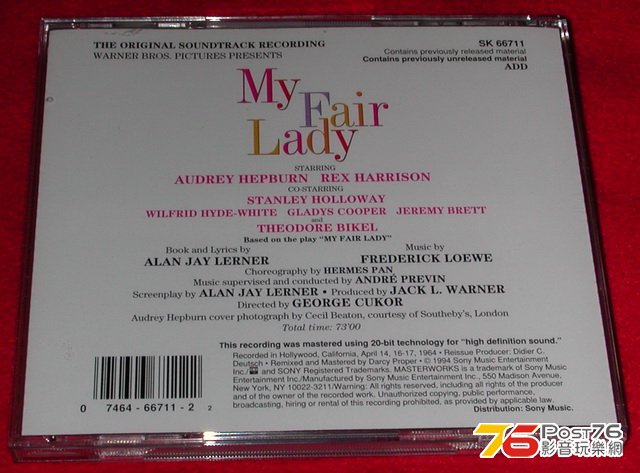 THE ORIGINAL SOUNDTRACK RECORDING
WARNER BROS. PICTURES PRESENTS
SK 66711
Contains previously released material
Contains previously unreleased material
ADD
My
Fair
Lady
STARRING
AUDREY HEPBURN REX HARRISON
CO-STARRING
STANLEY HOLLOWAY
WILFRID HYDE-WHITE GLADYS COOPER JEREMY BRETT
and
THEODORE BIKEL
Based on the play "MY FAIR LADY"
Book and Lyrics by
ALAN JAY LERNER
Music by
FREDERICK LOEWE
Choreography by HERMES PAN
Music supervised and conducted by ANDRÉ PREVIN
Screenplay by ALAN JAY LERNER • Produced by JACK L. WARNER
Directed by GEORGE CUKOR
Audrey Hepburn cover photograph by Cecil Beaton, courtesy of Southeby's, London
Total time: 73'00
This recording was mastered using 20-bit technology for "high definition sound."
Recorded in Hollywood, California, April 14, 16-17, 1964 • Reissue Producer: Didier C.
Deutsch • Remixed and Mastered by Darcy Proper • © 1994 Sony Music Entertainment
Inc./ and SONY Registered Trademarks. MASTERWORKS is a trademark of Sony Music
Entertainment Inc./Manufactured by Sony Music Entertainment Inc., 550 Madison Avenue,
New York, NY 10022-3211/Warning: All rights reserved, including all rights of the producer
and of the owner of the work reproduced. Unauthorized copying, public performance,
broadcasting, hiring or rental of this recording prohibited, as provided by applicable law.
Distribution: Sony Music.
0 7464-66711-2 2
76 Post76
影音玩樂網